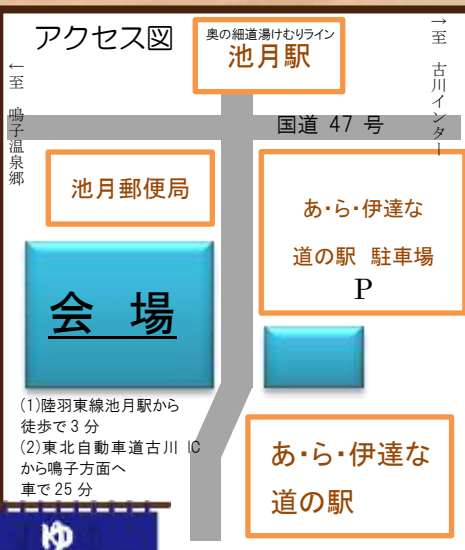 アクセス図
奥の細道湯けむりライン
池月駅
→至 古川インター
←至 鳴子温泉郷
国道 47 号
池月郵便局
あ・ら・伊達な
道の駅 駐車場
P
会 場
(1)陸羽東線池月駅から
徒歩で 3 分
(2)東北自動車道古川 IC
から鳴子方面へ
車で 25 分
あ・ら・伊達な
道の駅
ゆ